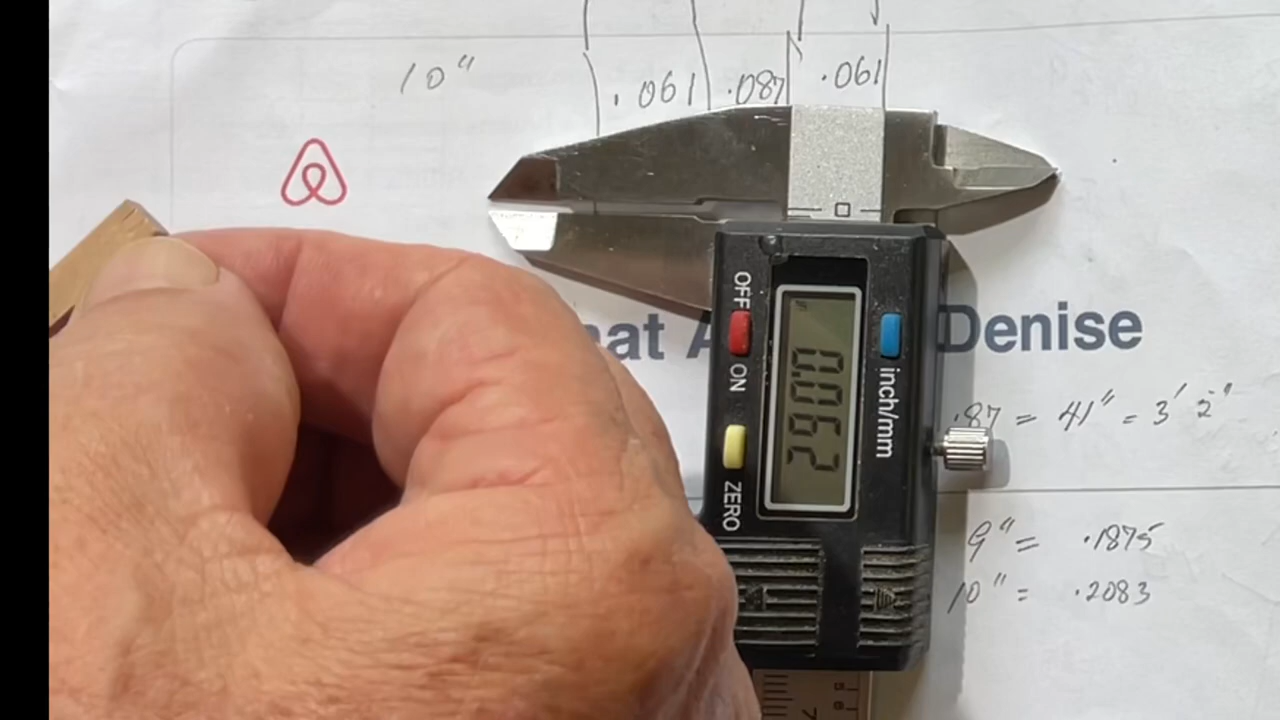 10"
.061 .087 .061
OFF ON
ZERO
inch/mm
in
0.062
Denise
.87 = 41" = 3' 2"
9" = .1875
10" = .2083